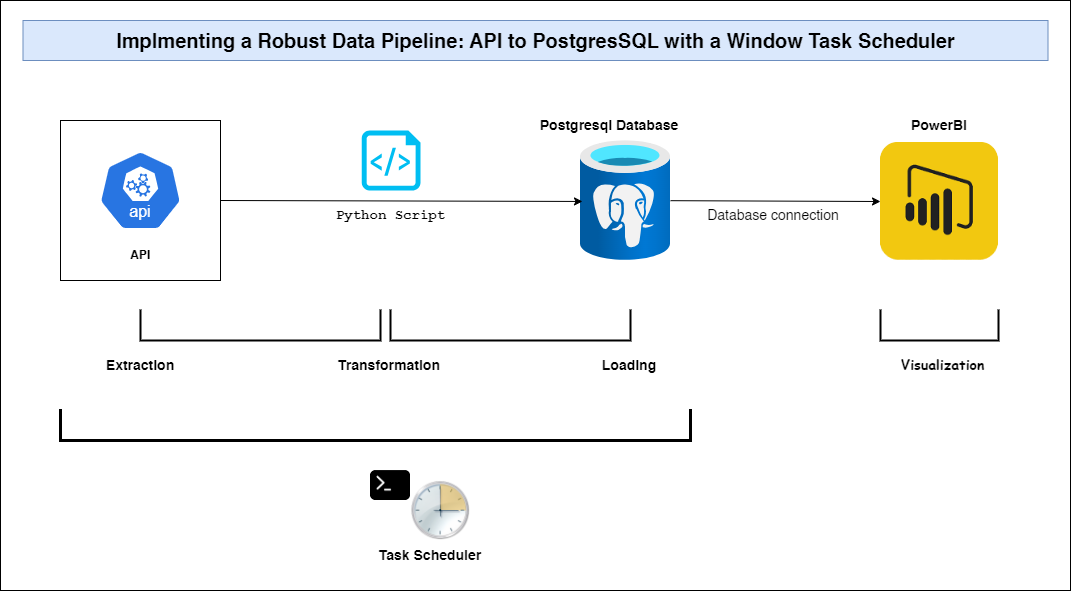 Implmenting a Robust Data Pipeline: API to PostgresSQL with a Window Task Scheduler
Postgresql Database
PowerBI
</>
api
Python Script
Database connection
API
Extraction
Transformation
Loading
Visualization
>_
Task Scheduler